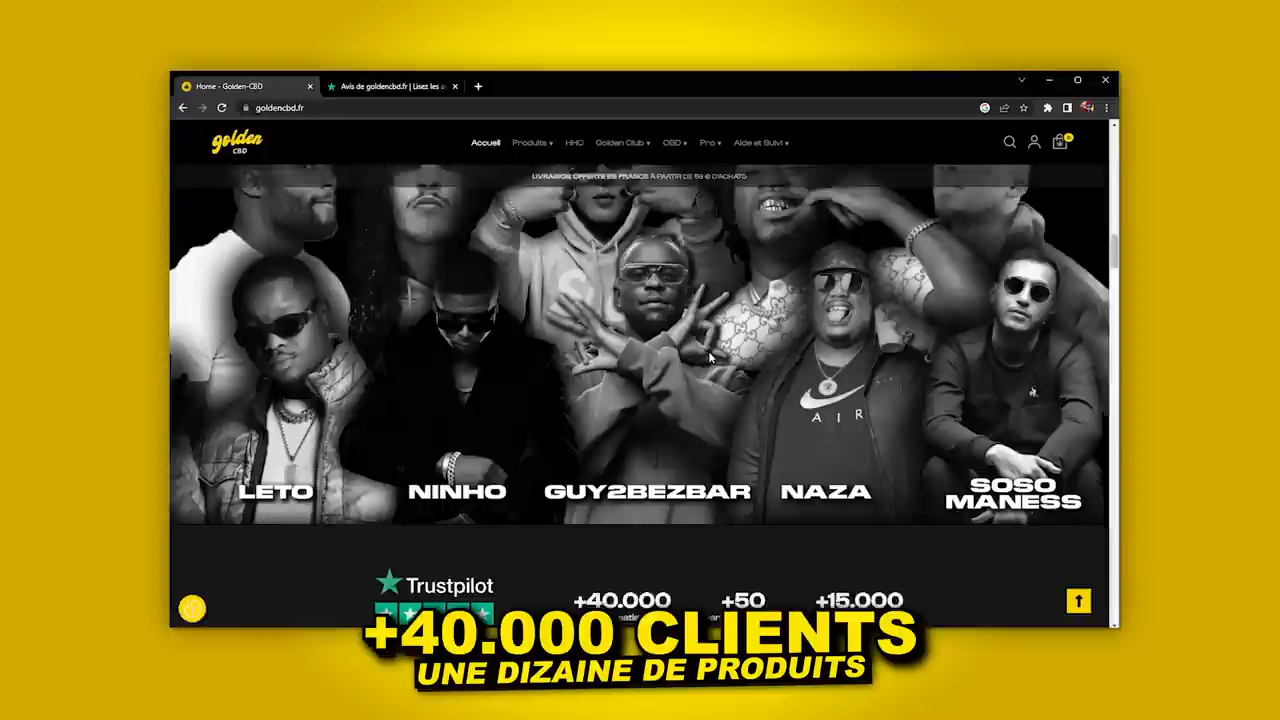 Home - Golden-CBD
Avis de goldencbd.fr | Lisez les a
goldencbd.fr
golden
CBD
Accueil Produits HHC Golden Club CBD Pro Aide et Suivi
0
LIVRAISON OFFERTE EN FRANCE À PARTIR DE 59 € D'ACHATS
AIR
LETO
NINHO
GUY2BEZBAR
NAZA
SOSO
MANESS
Trustpilot
+40.000
+50
+15.000
+40.000 CLIENTS
UNE DIZAINE DE PRODUITS